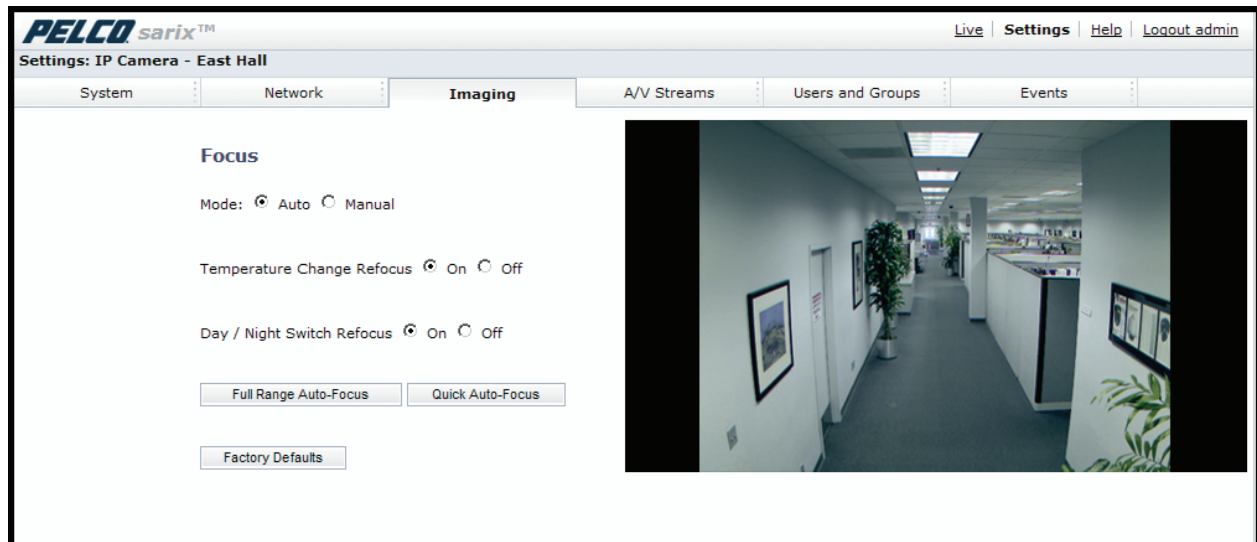 PELCO sarix™
Live | Settings | Help | Logout admin
Settings: IP Camera - East Hall
System Network Imaging A/V Streams Users and Groups Events
Focus
Mode: Auto Manual
Temperature Change Refocus On Off
Day / Night Switch Refocus On Off
Full Range Auto-Focus Quick Auto-Focus
Factory Defaults